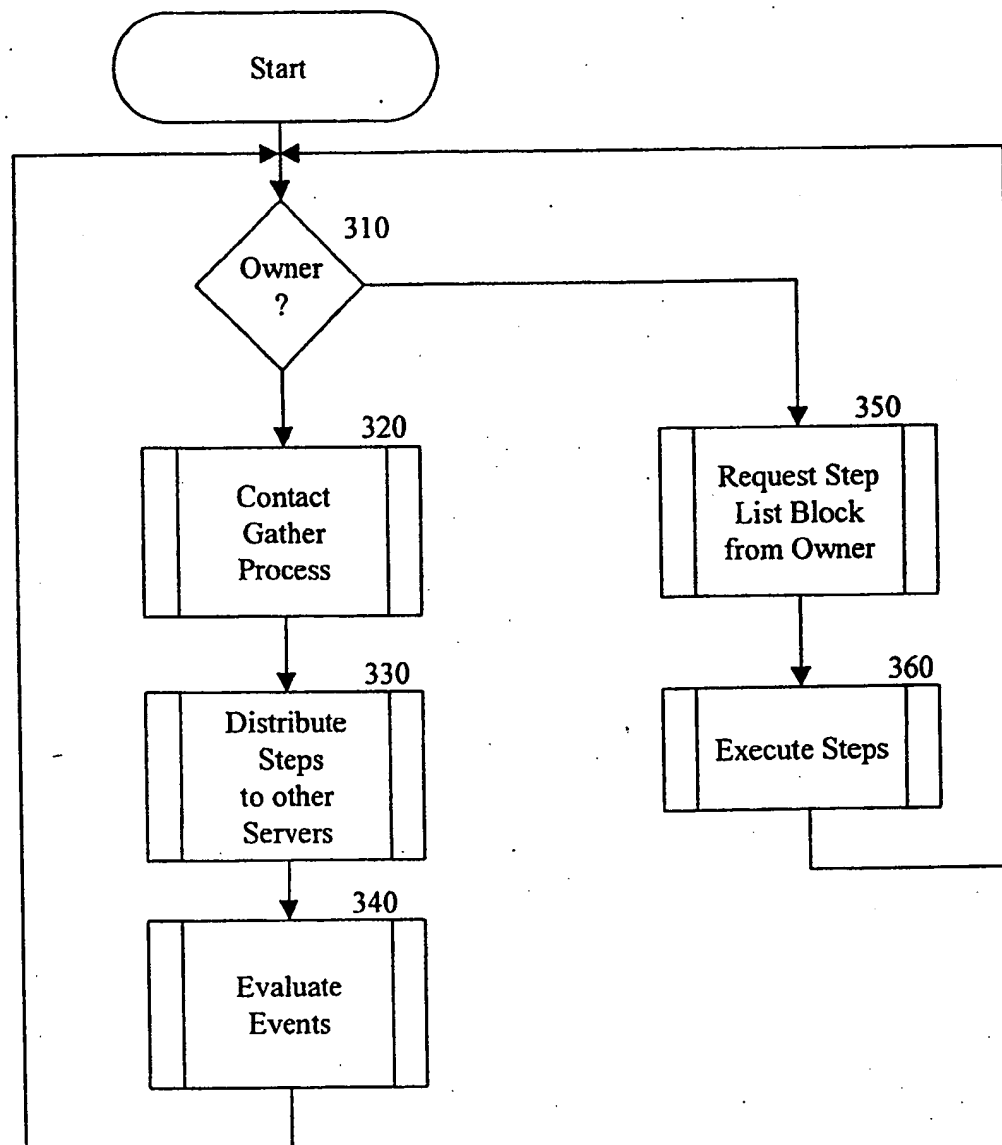 Start
310
Owner
?
320
Contact
Gather
Process
330
Distribute
Steps
to other
Servers
340
Evaluate
Events
350
Request Step
List Block
from Owner
360
Execute Steps